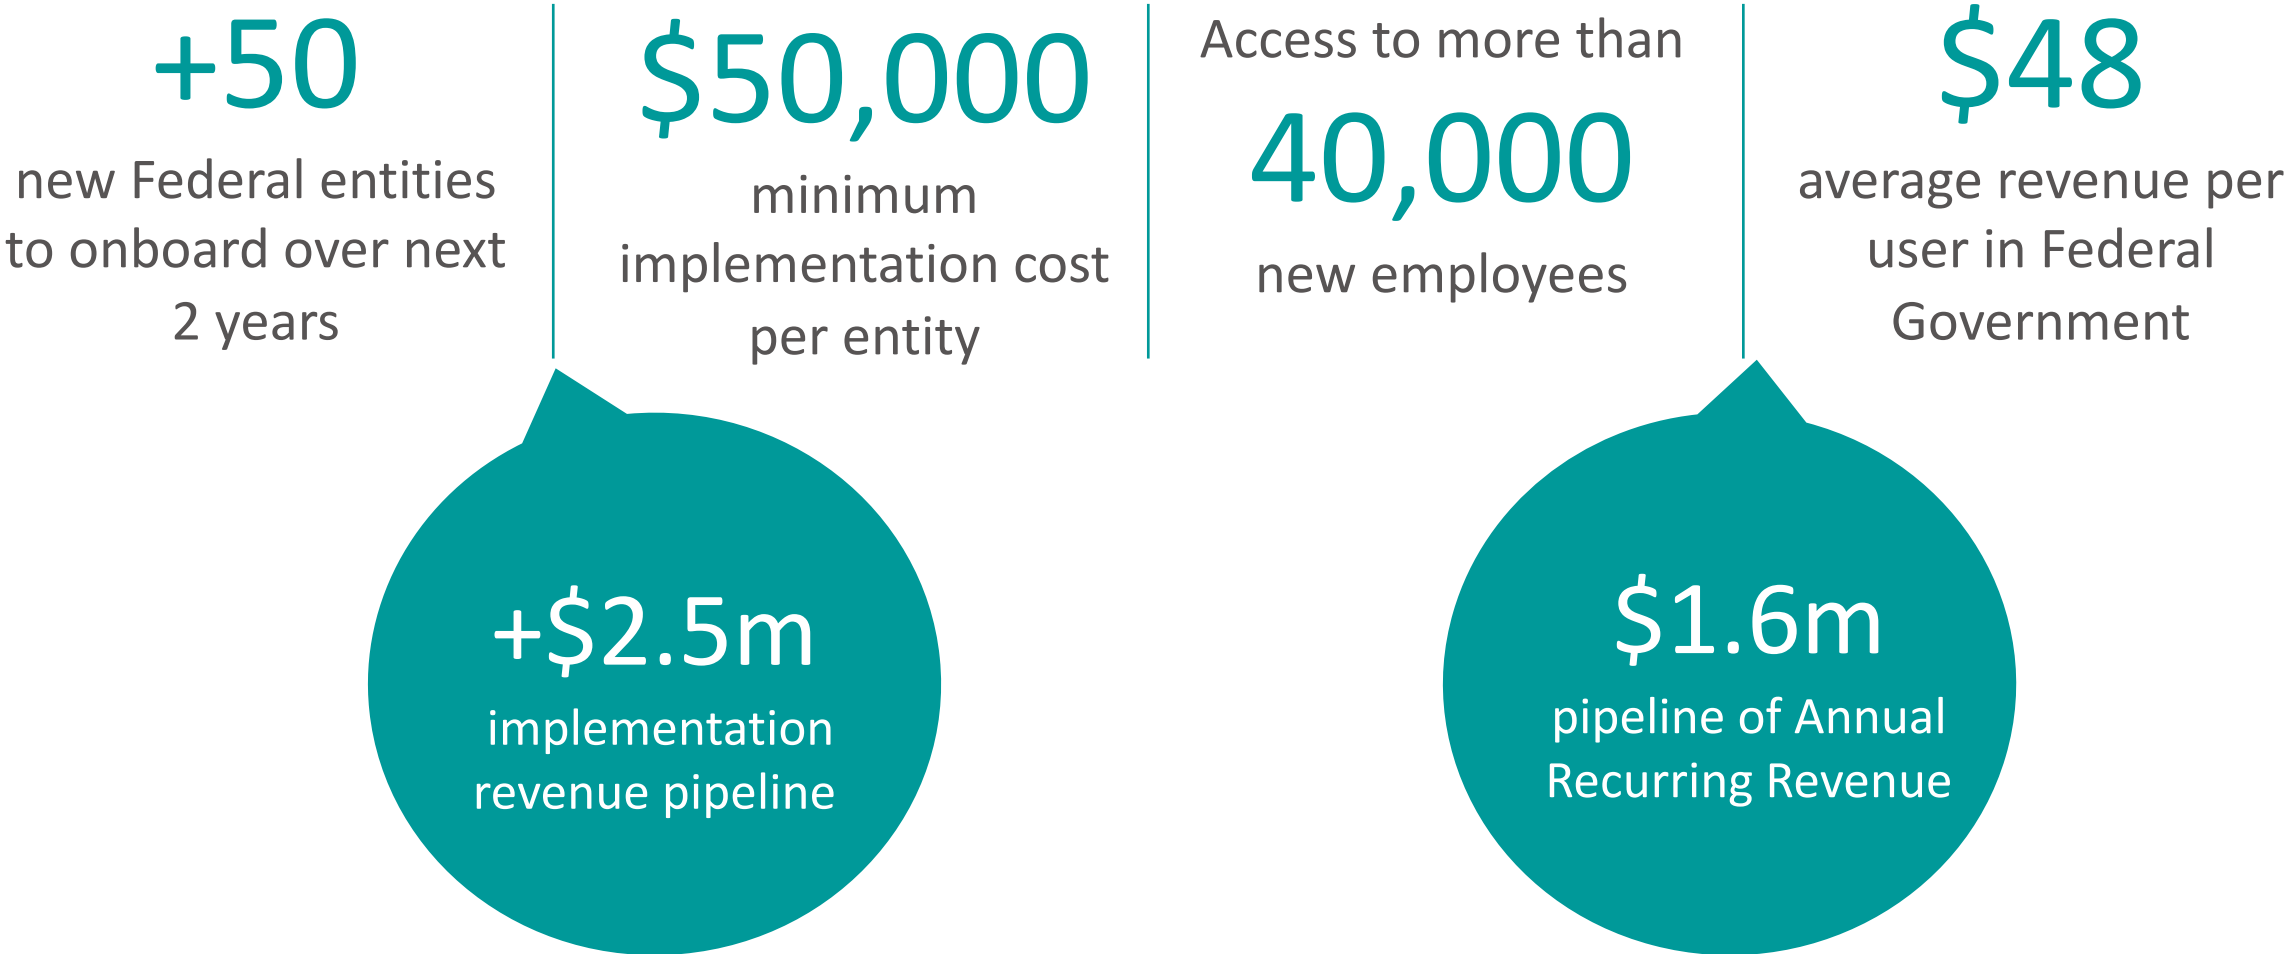 +50
new Federal entities
to onboard over next
2 years
$50,000
minimum
implementation cost
per entity
Access to more than
40,000
new employees
$48
average revenue per
user in Federal
Government
+$2.5m
implementation
revenue pipeline
$1.6m
pipeline of Annual
Recurring Revenue